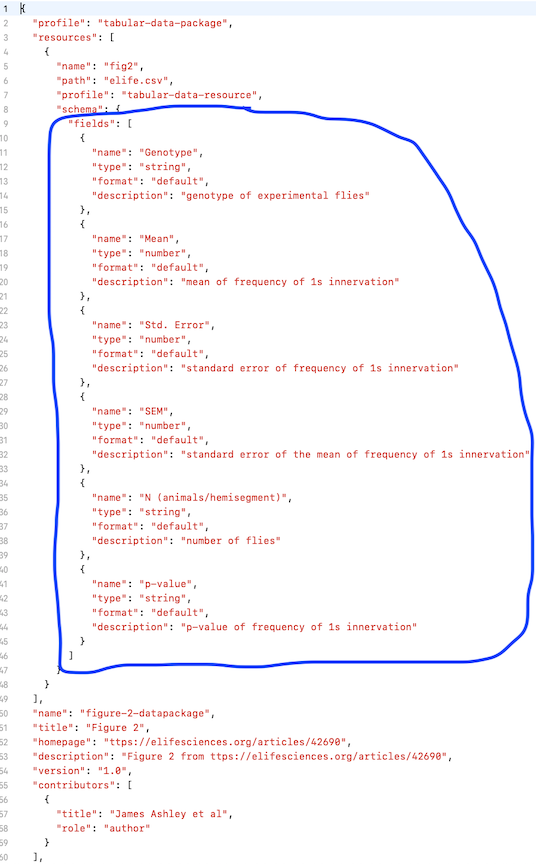 1 {
2 "profile": "tabular-data-package",
3 "resources": [
4 {
5 "name": "fig2",
6 "path": "elife.csv",
7 "profile": "tabular-data-resource",
8 "schema": {
9 "fields": [
10 {
11 "name": "Genotype",
12 "type": "string",
13 "format": "default",
14 "description": "genotype of experimental flies"
15 },
16 {
17 "name": "Mean",
18 "type": "number",
19 "format": "default",
20 "description": "mean of frequency of 1s innervation"
21 },
22 {
23 "name": "Std. Error",
24 "type": "number",
25 "format": "default",
26 "description": "standard error of frequency of 1s innervation"
27 },
28 {
29 "name": "SEM",
30 "type": "number",
31 "format": "default",
32 "description": "standard error of the mean of frequency of 1s innervation"
33 },
34 {
35 "name": "N (animals/hemisegment)",
36 "type": "string",
37 "format": "default",
38 "description": "number of flies"
39 },
40 {
41 "name": "p-value",
42 "type": "string",
43 "format": "default",
44 "description": "p-value of frequency of 1s innervation"
45 }
46 ]
47 }
48 }
49 ],
50 "name": "figure-2-datapackage",
51 "title": "Figure 2",
52 "homepage": "ttps://elifesciences.org/articles/42690",
53 "description": "Figure 2 from ttps://elifesciences.org/articles/42690",
54 "version": "1.0",
55 "contributors": [
56 {
57 "title": "James Ashley et al",
58 "role": "author"
59 }
60 ],